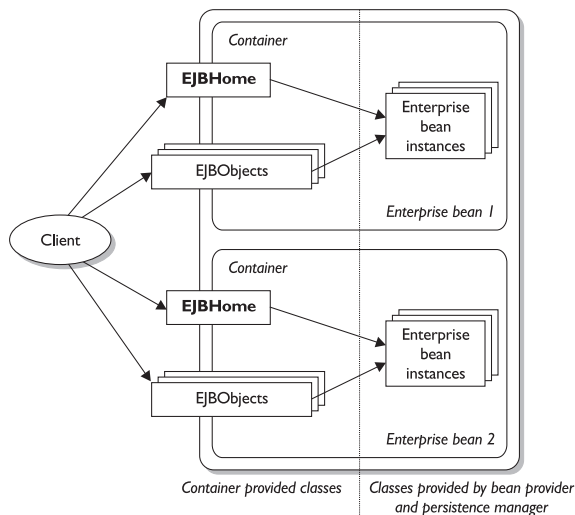 Container
EJBHome
Enterprise
bean
instances
EJBObjects
Enterprise bean 1
Client
Container
EJBHome
Enterprise
bean
instances
EJBObjects
Enterprise bean 2
Container provided classes
Classes provided by bean provider
and persistence manager